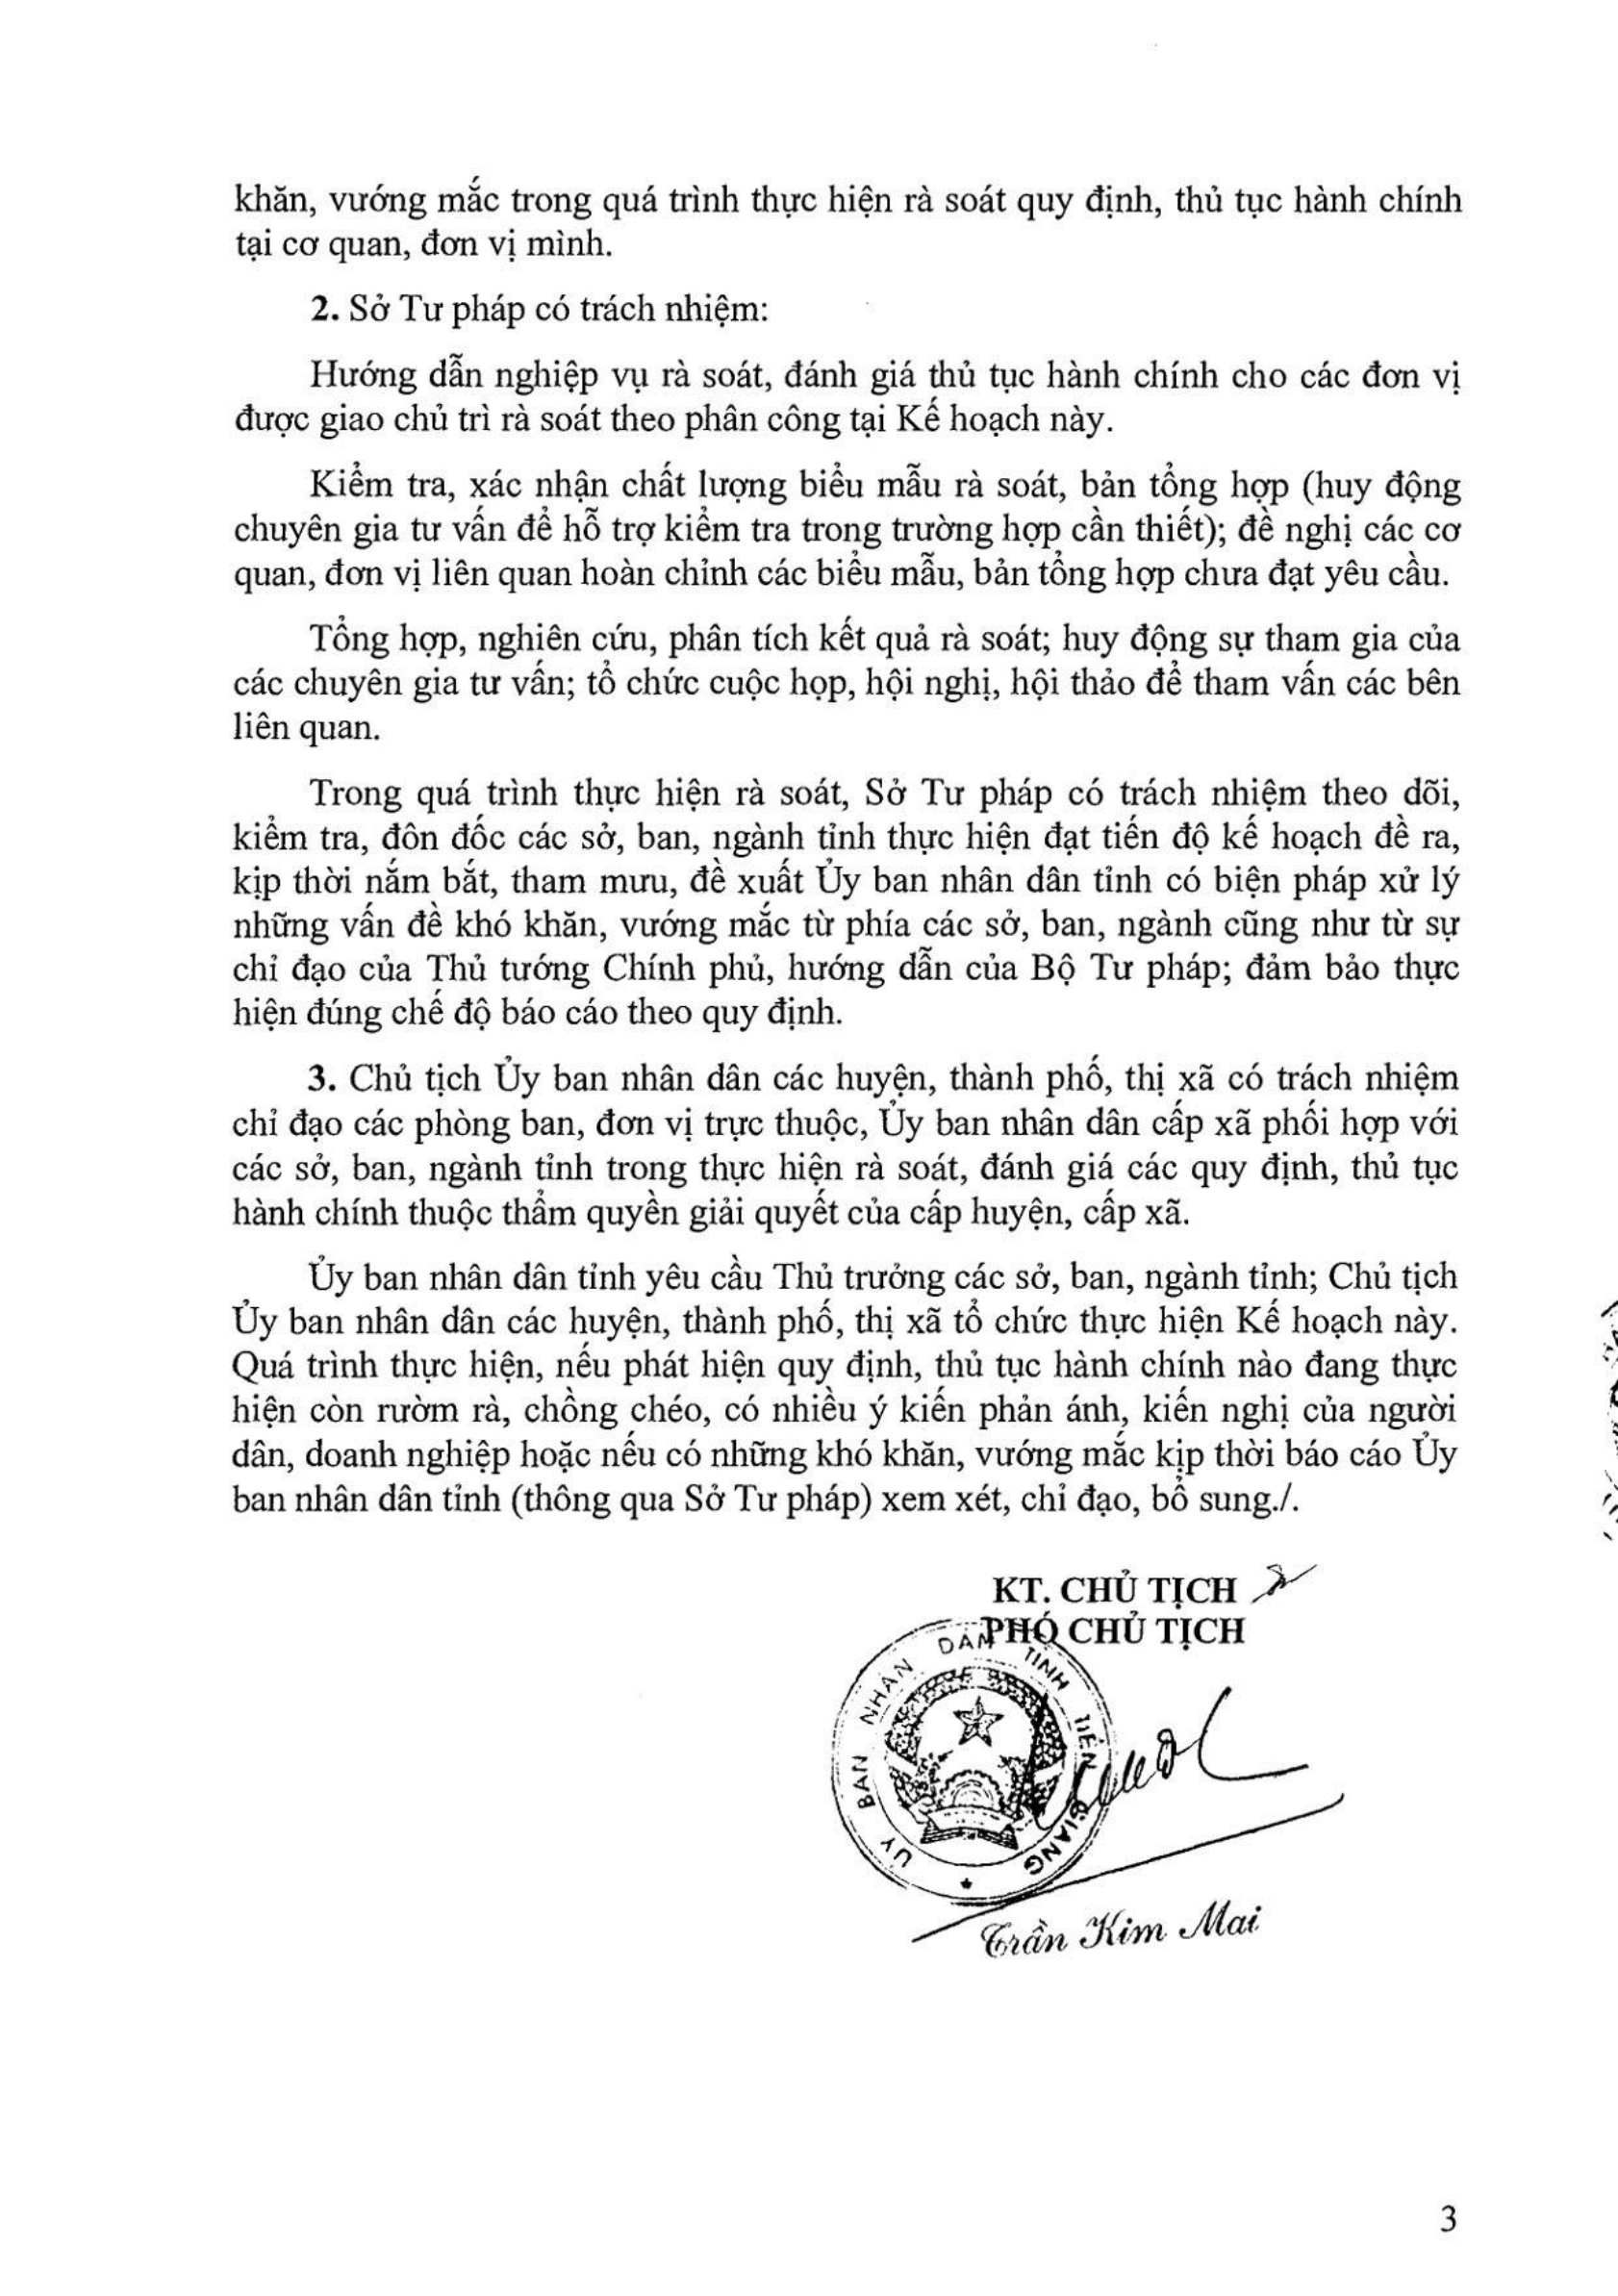 khăn, vướng mắc trong quá trình thực hiện rà soát quy định, thủ tục hành chính
tại cơ quan, đơn vị mình.
2. Sở Tư pháp có trách nhiệm:
Hướng dẫn nghiệp vụ rà soát, đánh giá thủ tục hành chính cho các đơn vị
được giao chủ trì rà soát theo phân công tại Kế hoạch này.
Kiểm tra, xác nhận chất lượng biểu mẫu rà soát, bản tổng hợp (huy động
chuyên gia tư vấn để hỗ trợ kiểm tra trong trường hợp cần thiết); đề nghị các cơ
quan, đơn vị liên quan hoàn chỉnh các biểu mẫu, bản tổng hợp chưa đạt yêu cầu.
Tổng hợp, nghiên cứu, phân tích kết quả rà soát; huy động sự tham gia của
các chuyên gia tư vấn; tổ chức cuộc họp, hội nghị, hội thảo để tham vấn các bên
liên quan.
Trong quá trình thực hiện rà soát, Sở Tư pháp có trách nhiệm theo dõi,
kiểm tra, đôn đốc các sở, ban, ngành tỉnh thực hiện đạt tiến độ kế hoạch đề ra,
kịp thời nắm bắt, tham mưu, đề xuất Ủy ban nhân dân tỉnh có biện pháp xử lý
những vấn đề khó khăn, vướng mắc từ phía các sở, ban, ngành cũng như từ sự
chỉ đạo của Thủ tướng Chính phủ, hướng dẫn của Bộ Tư pháp; đảm bảo thực
hiện đúng chế độ báo cáo theo quy định.
3. Chủ tịch Ủy ban nhân dân các huyện, thành phố, thị xã có trách nhiệm
chỉ đạo các phòng ban, đơn vị trực thuộc, Ủy ban nhân dân cấp xã phối hợp với
các sở, ban, ngành tỉnh trong thực hiện rà soát, đánh giá các quy định, thủ tục
hành chính thuộc thẩm quyền giải quyết của cấp huyện, cấp xã.
Ủy ban nhân dân tỉnh yêu cầu Thủ trưởng các sở, ban, ngành tỉnh; Chủ tịch
Ủy ban nhân dân các huyện, thành phố, thị xã tổ chức thực hiện Kế hoạch này.
Quá trình thực hiện, nếu phát hiện quy định, thủ tục hành chính nào đang thực
hiện còn rườm rà, chồng chéo, có nhiều ý kiến phản ánh, kiến nghị của người
dân, doanh nghiệp hoặc nếu có những khó khăn, vướng mắc kịp thời báo cáo Ủy
ban nhân dân tỉnh (thông qua Sở Tư pháp) xem xét, chỉ đạo, bổ sung./.
KT. CHỦ TỊCH
PHÓ CHỦ TỊCH
ỦY BAN NHÂN DÂN TỈNH TIỀN GIANG
Trần Kim Mai
3